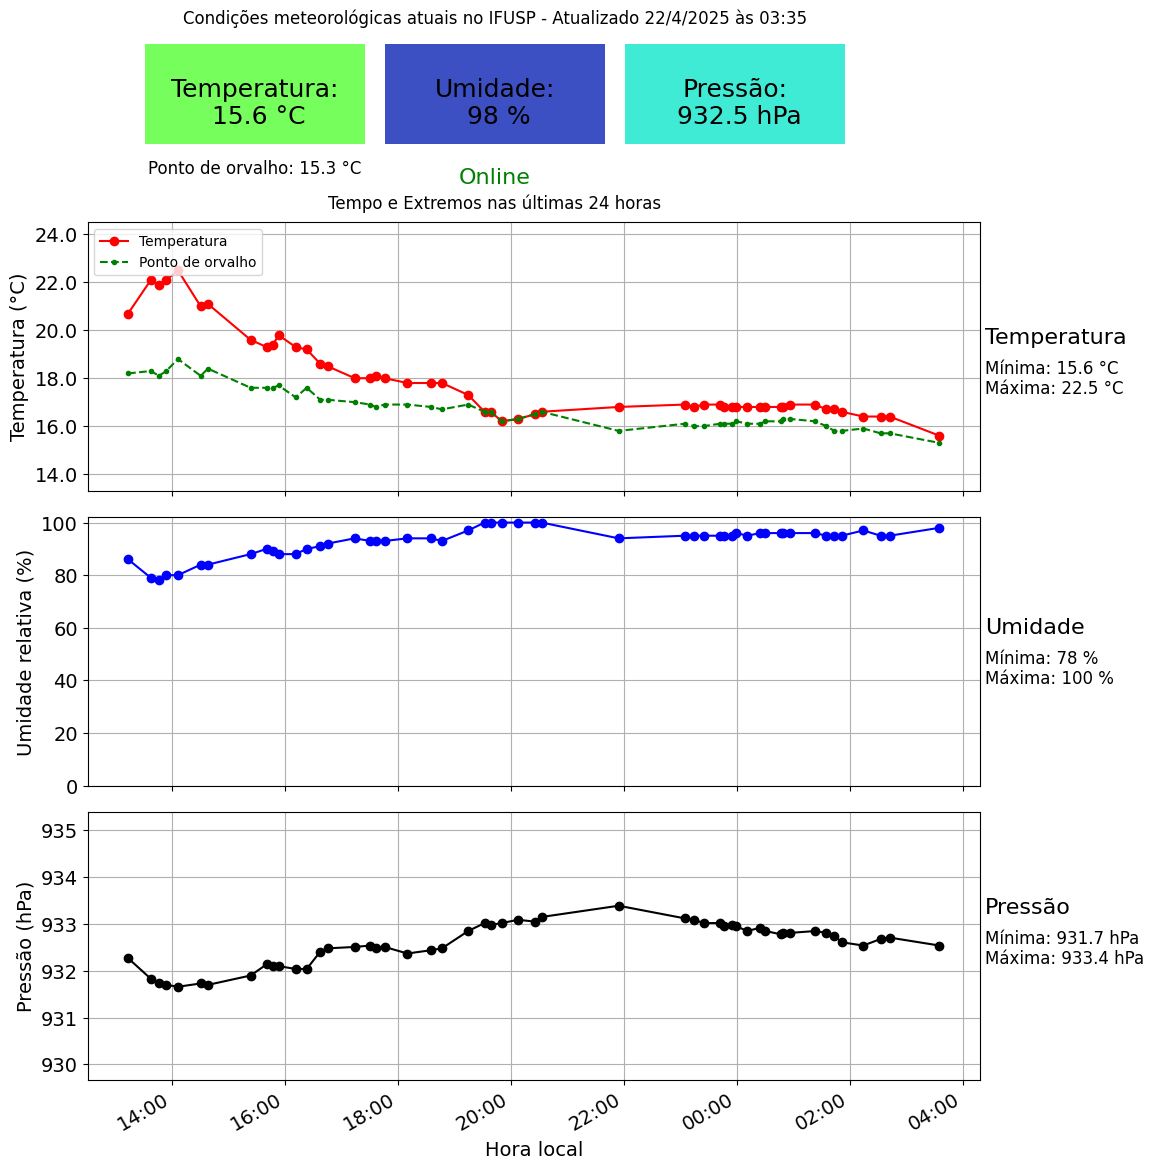 Condições meteorológicas atuais no IFUSP - Atualizado 22/4/2025 às 03:35
Temperatura:
15.6 °C
Umidade:
98 %
Pressão:
932.5 hPa
Ponto de orvalho: 15.3 °C
Online
Tempo e Extremos nas últimas 24 horas
Temperatura
Ponto de orvalho
Temperatura (°C)
24.0
22.0
20.0
18.0
16.0
14.0
Temperatura
Mínima: 15.6 °C
Máxima: 22.5 °C
Umidade relativa (%)
100
80
60
40
20
0
Umidade
Mínima: 78 %
Máxima: 100 %
Pressão (hPa)
935
934
933
932
931
930
Pressão
Mínima: 931.7 hPa
Máxima: 933.4 hPa
14:00 16:00 18:00 20:00 22:00 00:00 02:00 04:00
Hora local